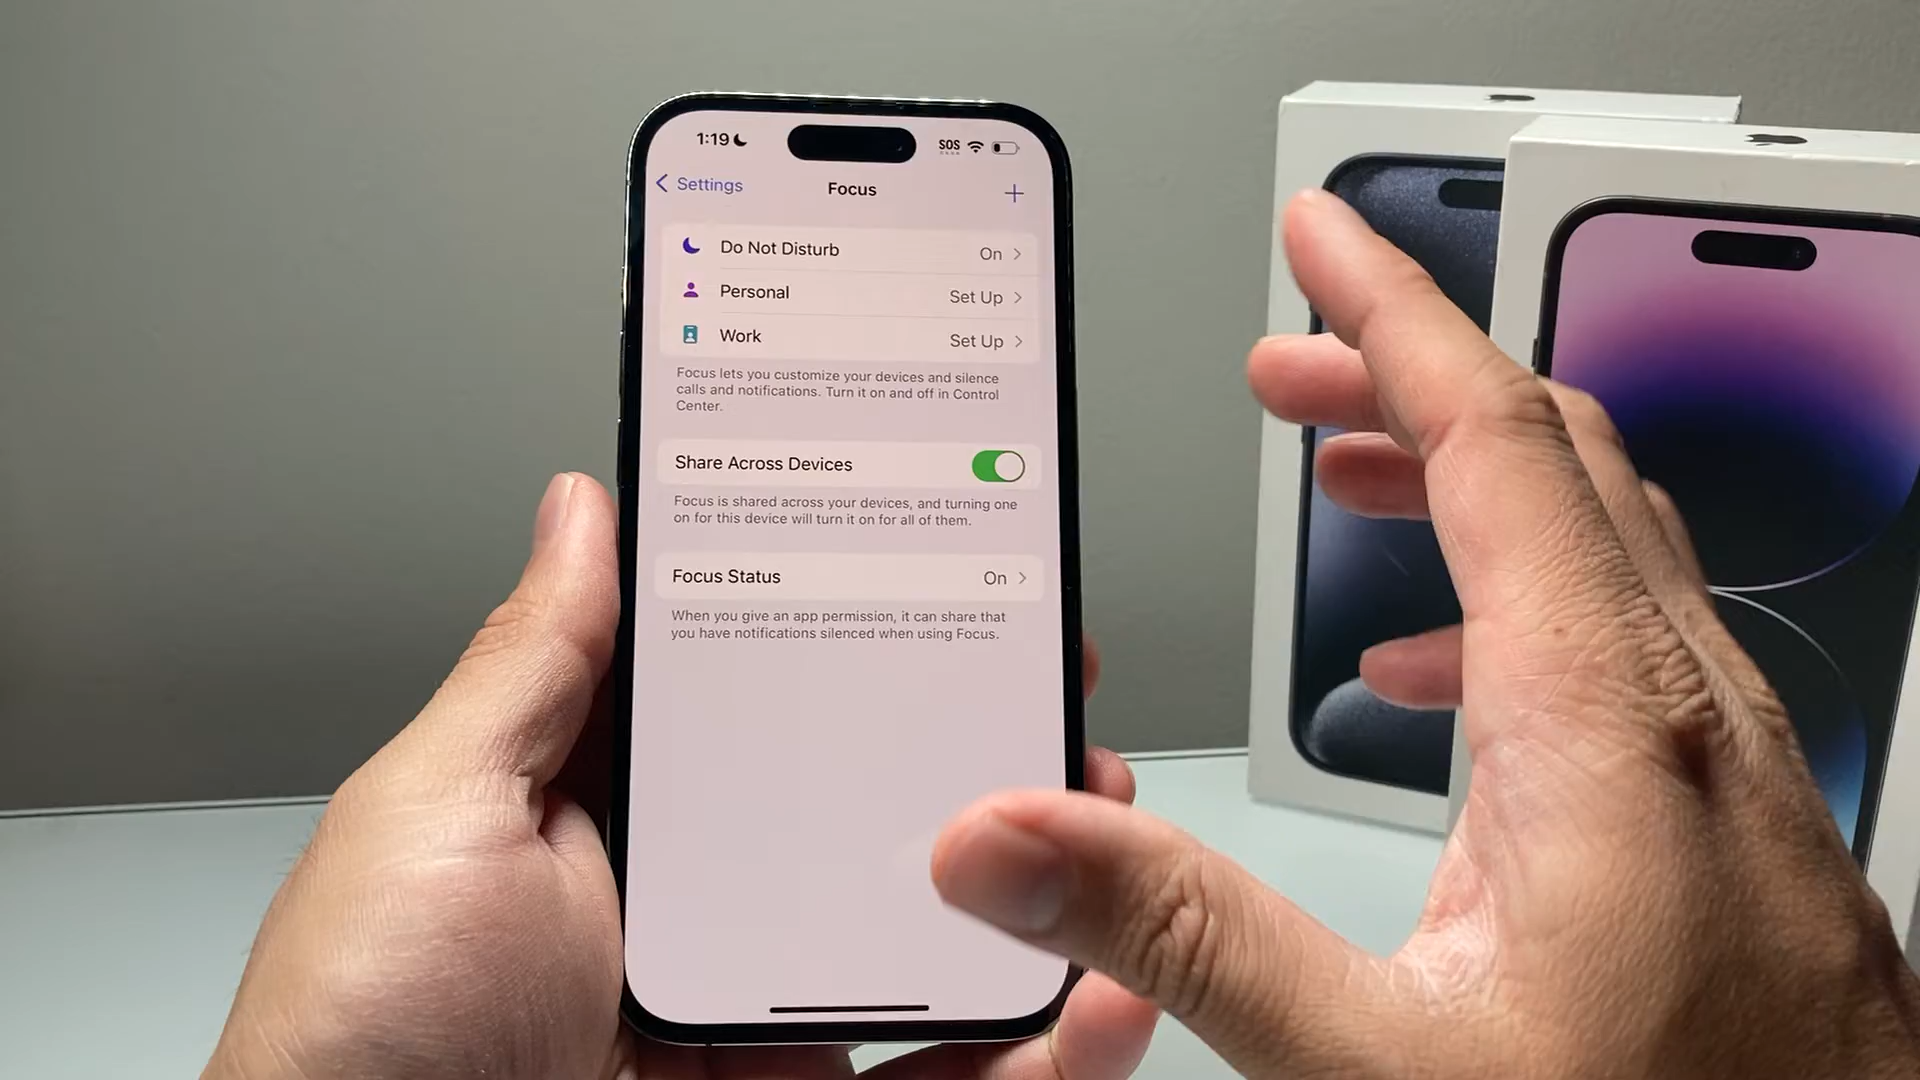 1:19
SOS
Settings
Focus
Do Not Disturb
On
Personal
Set Up
Work
Set Up
Focus lets you customize your devices and silence
calls and notifications. Turn it on and off in Control
Center.
Share Across Devices
Focus is shared across your devices, and turning one
on for this device will turn it on for all of them.
Focus Status
On
When you give an app permission, it can share that
you have notifications silenced when using Focus.